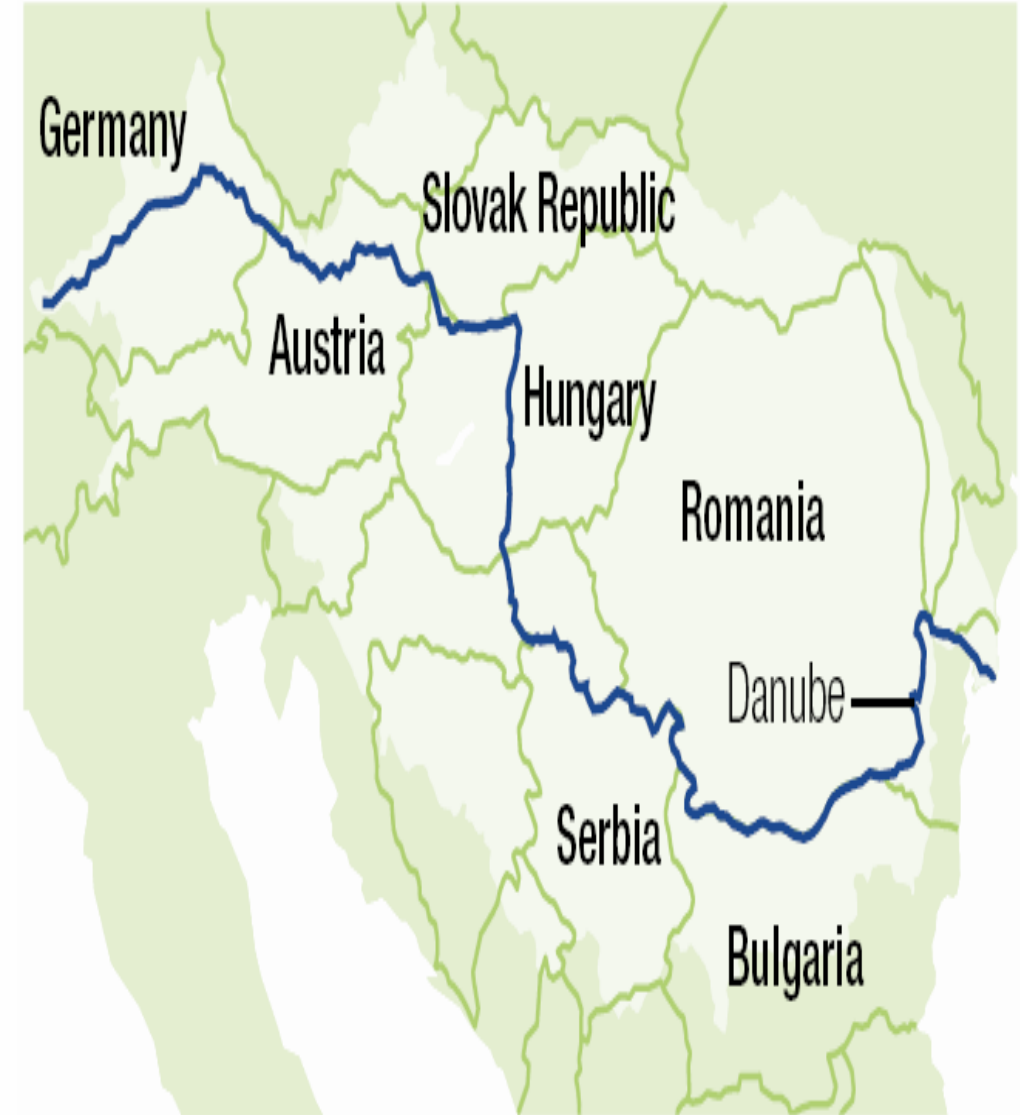 Germany
Slovak Republic
Austria
Hungary
Romania
Danube
Serbia
Bulgaria